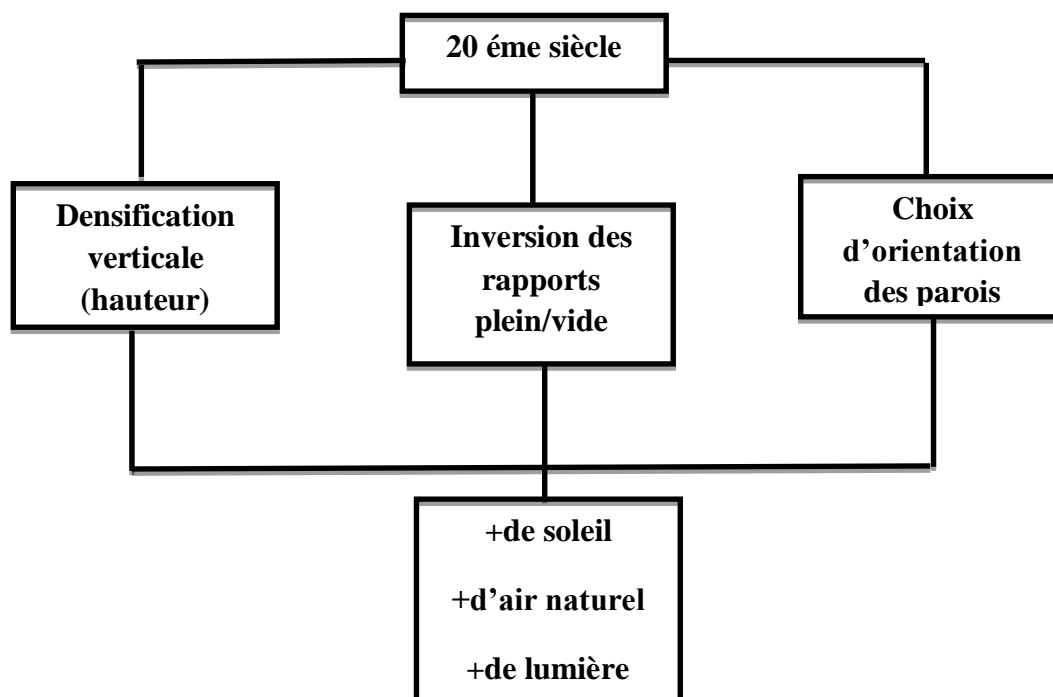 20 éme siècle
Densification
verticale
(hauteur)
Inversion des
rapports
plein/vide
Choix
d’orientation
des parois
+de soleil
+d’air naturel
+de lumière